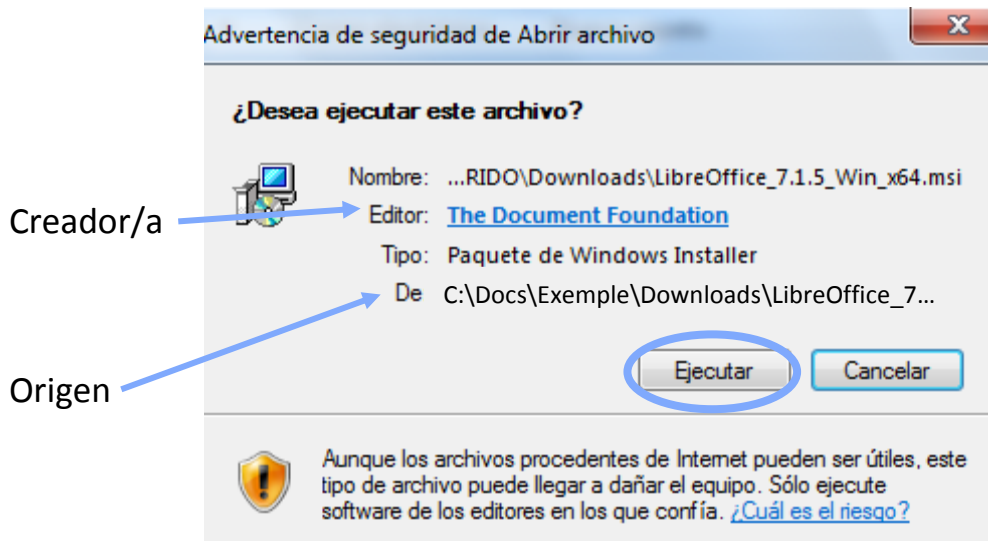 Advertencia de seguridad de Abrir archivo
¿Desea ejecutar este archivo?
Nombre: ...RIDO\Downloads\LibreOffice_7.1.5_Win_x64.msi
Creador/a
Editor: The Document Foundation
Tipo: Paquete de Windows Installer
De C:\Docs\Exemple\Downloads\LibreOffice_7...
Origen
Ejecutar Cancelar
Aunque los archivos procedentes de Internet pueden ser útiles, este
tipo de archivo puede llegar a dañar el equipo. Sólo ejecute
software de los editores en los que confía. ¿Cuál es el riesgo?